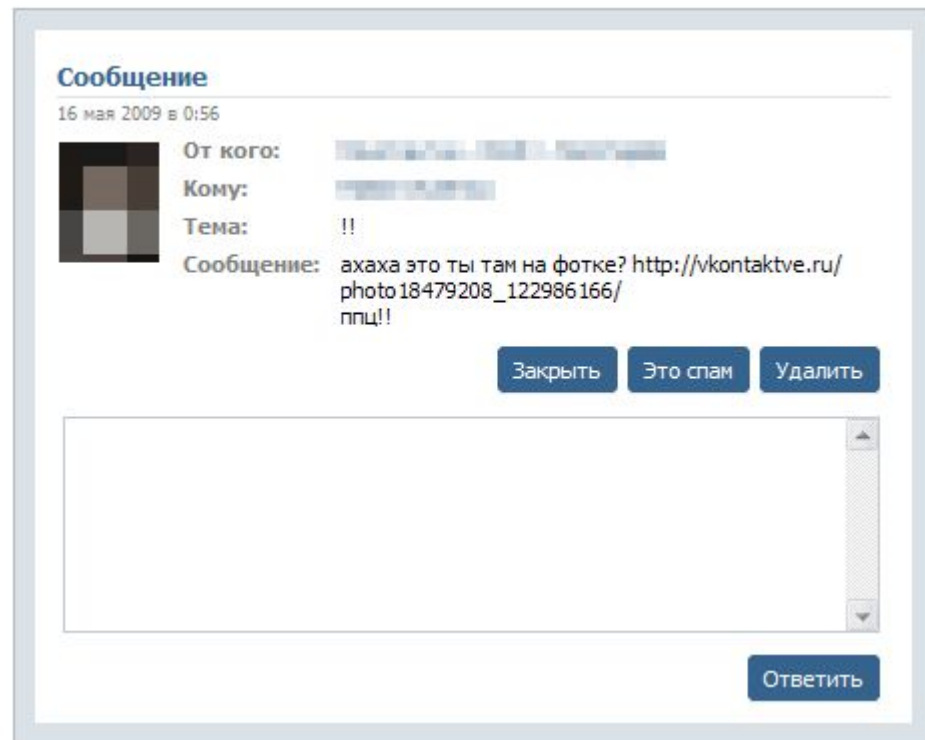 Сообщение
16 мая 2009 в 0:56
От кого:
Кому:
Тема: !!
Сообщение: ахаха это ты там на фотке? http://vkontaktve.ru/
photo18479208_122986166/
ппц!!
Закрыть Это спам Удалить
Ответить